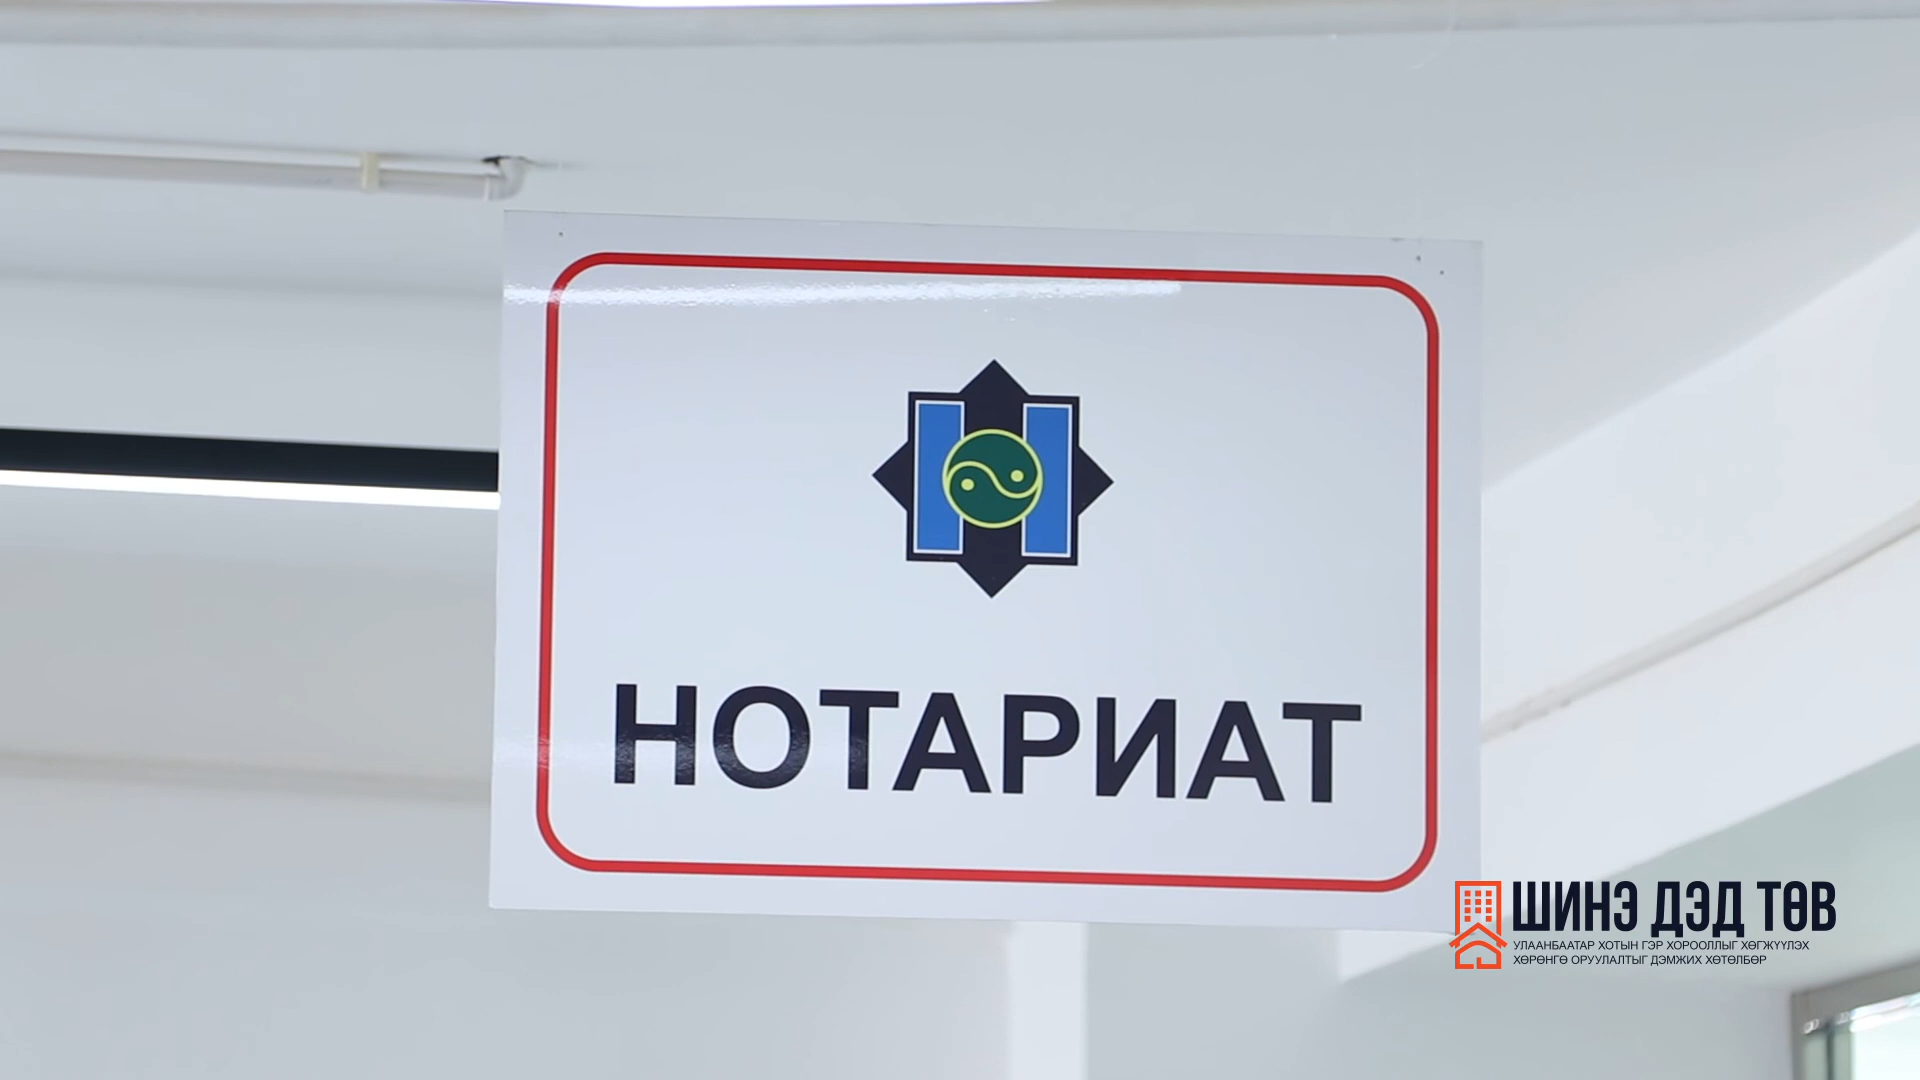 НОТАРИАТ
ШИНЭ ДЭД ТӨВ
УЛААНБААТАР ХОТЫН ГЭР ХОРООЛЛЫГ ХӨГЖҮҮЛЭХ
ХӨРӨНГӨ ОРУУЛАЛТЫГ ДЭМЖИХ ХӨТӨЛБӨР